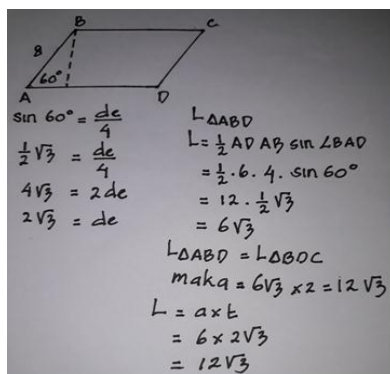 B
C
8
60°
A
D
sin 60° = de/4
1/2 √3 = de/4
4√3 = 2 de
2√3 = de
L△ABD
L = 1/2 AD AB sin ∠BAD
= 1/2 . 6 . 4 . sin 60°
= 12 . 1/2 √3
= 6√3
L△ABD = L△BDC
maka = 6√3 x 2 = 12√3
L = a x t
= 6 x 2√3
= 12√3